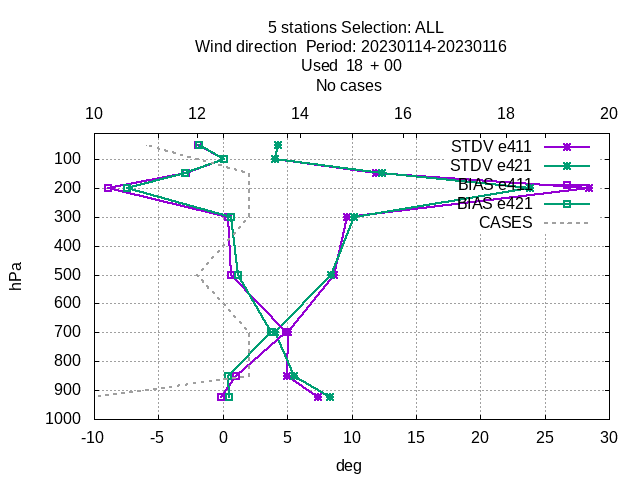 5 stations Selection: ALL
Wind direction  Period: 20230114-20230116
Used  18  + 00
No cases
10 12 14 16 18 20
STDV e411
STDV e421
BIAS e411
BIAS e421
CASES
100
200
300
400
500
600
700
800
900
1000
hPa
-10 -5 0 5 10 15 20 25 30
deg